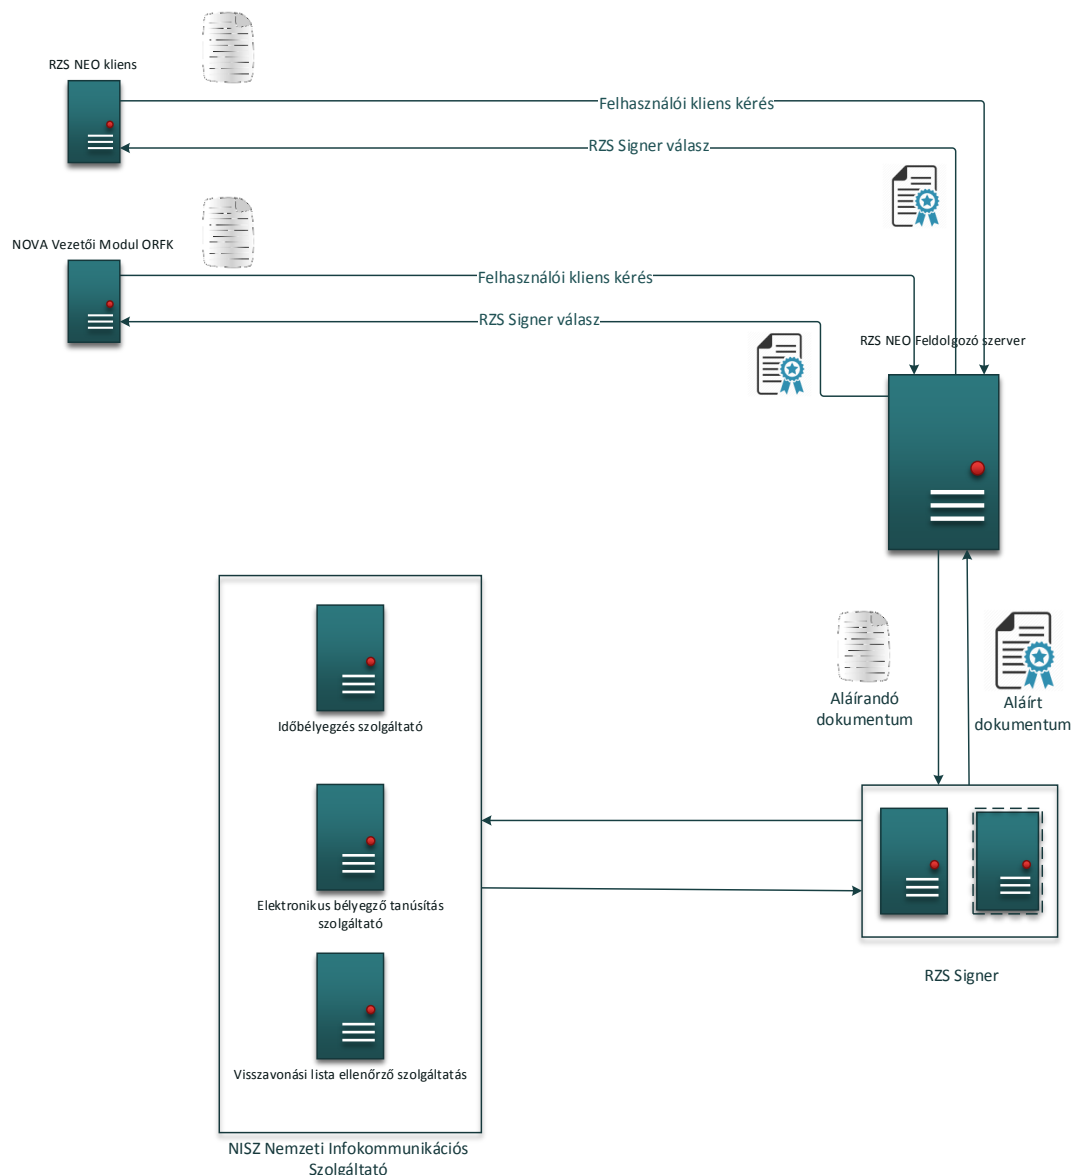 RZS NEO kliens
Felhasználói kliens kérés
RZS Signer válasz
NOVA Vezetői Modul ORFK
Felhasználói kliens kérés
RZS Signer válasz
RZS NEO Feldolgozó szerver
Aláírandó
dokumentum
Aláírt
dokumentum
Időbélyegzés szolgáltató
Elektronikus bélyegző tanúsítás
szolgáltató
RZS Signer
Visszavonási lista ellenőrző szolgáltatás
NISZ Nemzeti Infokommunikációs
Szolgáltató